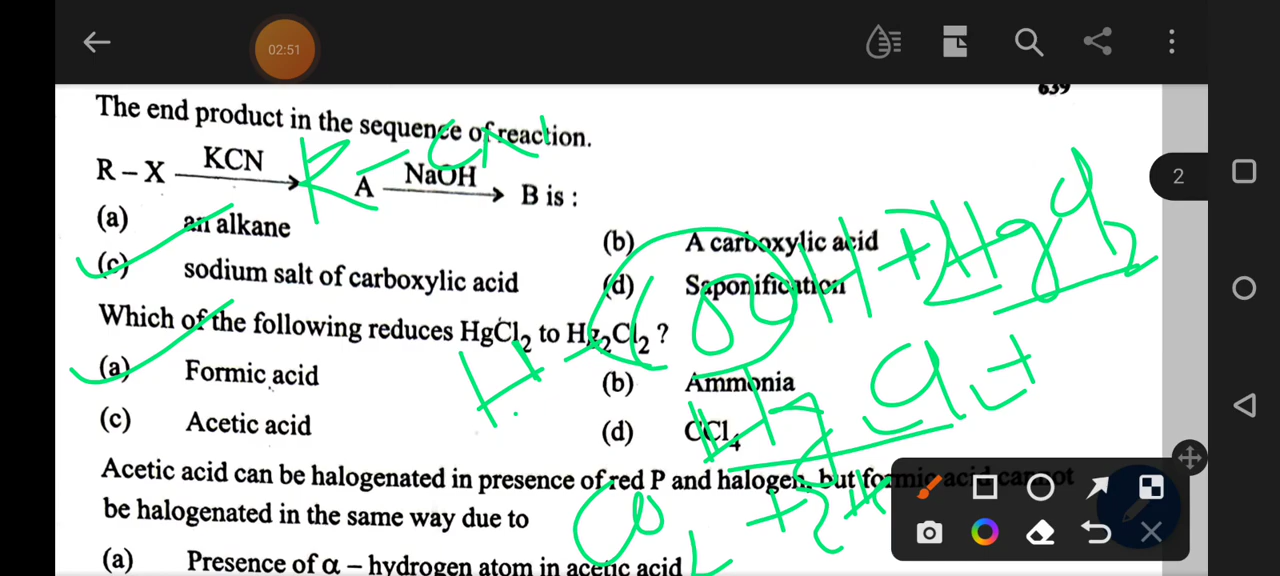 02:51
639
The end product in the sequence of reaction.
R – X KCN → A NaOH → B is :
R – CN
(a) an alkane
(b) A carboxylic acid
(c) sodium salt of carboxylic acid
(d) Saponification
H – COOH + 2HgCl2
Which of the following reduces HgCl2 to Hg2Cl2 ?
(a) Formic acid
(b) Ammonia
(c) Acetic acid
(d) CCl4
Acetic acid can be halogenated in presence of red P and halogen, but formic acid cannot
be halogenated in the same way due to
(a) Presence of α – hydrogen atom in acetic acid
2